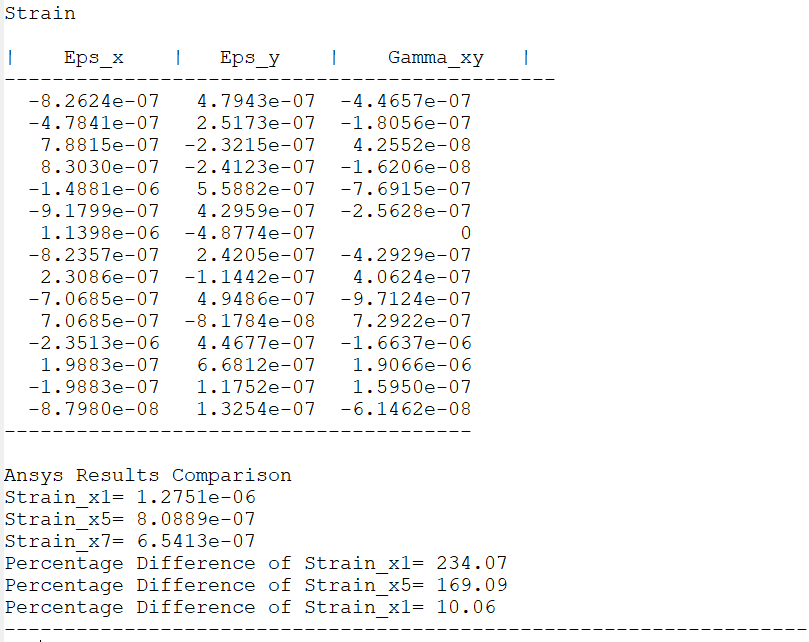 Strain
|    Eps_x    |   Eps_y    |    Gamma_xy   |
----------------------------------------------
  -8.2624e-07   4.7943e-07  -4.4657e-07
  -4.7841e-07   2.5173e-07  -1.8056e-07
   7.8815e-07  -2.3215e-07   4.2552e-08
   8.3030e-07  -2.4123e-07  -1.6206e-08
  -1.4881e-06   5.5882e-07  -7.6915e-07
  -9.1799e-07   4.2959e-07  -2.5628e-07
   1.1398e-06  -4.8774e-07            0
  -8.2357e-07   2.4205e-07  -4.2929e-07
   2.3086e-07  -1.1442e-07   4.0624e-07
  -7.0685e-07   4.9486e-07  -9.7124e-07
   7.0685e-07  -8.1784e-08   7.2922e-07
  -2.3513e-06   4.4677e-07  -1.6637e-06
   1.9883e-07   6.6812e-07   1.9066e-06
  -1.9883e-07   1.1752e-07   1.5950e-07
  -8.7980e-08   1.3254e-07  -6.1462e-08
---------------------------------------
Ansys Results Comparison
Strain_x1= 1.2751e-06
Strain_x5= 8.0889e-07
Strain_x7= 6.5413e-07
Percentage Difference of Strain_x1= 234.07
Percentage Difference of Strain_x5= 169.09
Percentage Difference of Strain_x1= 10.06
-------------------------------------------------------------------